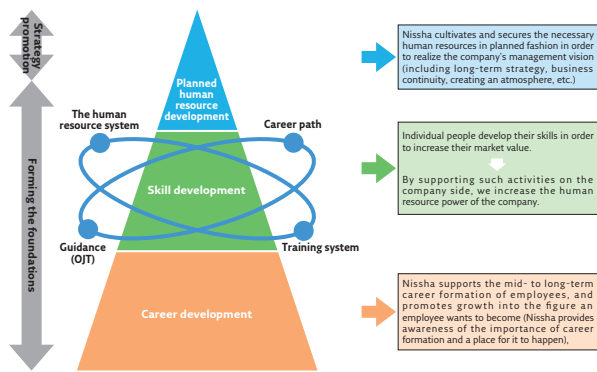 Strategy
promotion
Forming the foundations
Planned
human
resource
development
The human
resource system
Career path
Skill development
Guidance
(OJT)
Training system
Career development
Nissha cultivates and secures the necessary
human resources in planned fashion in order
to realize the company's management vision
(including long-term strategy, business
continuity, creating an atmosphere, etc.)
Individual people develop their skills in order
to increase their market value.
By supporting such activities on the
company side, we increase the human
resource power of the company.
Nissha supports the mid- to long-term
career formation of employees, and
promotes growth into the figure an
employee wants to become (Nissha provides
awareness of the importance of career
formation and a place for it to happen),